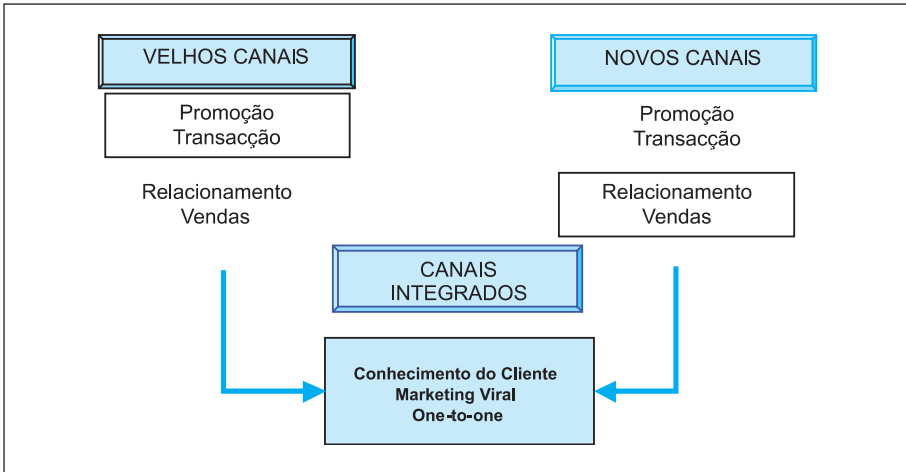 VELHOS CANAIS
Promoção
Transacção
Relacionamento
Vendas
NOVOS CANAIS
Promoção
Transacção
Relacionamento
Vendas
CANAIS
INTEGRADOS
Conhecimento do Cliente
Marketing Viral
One-to-one